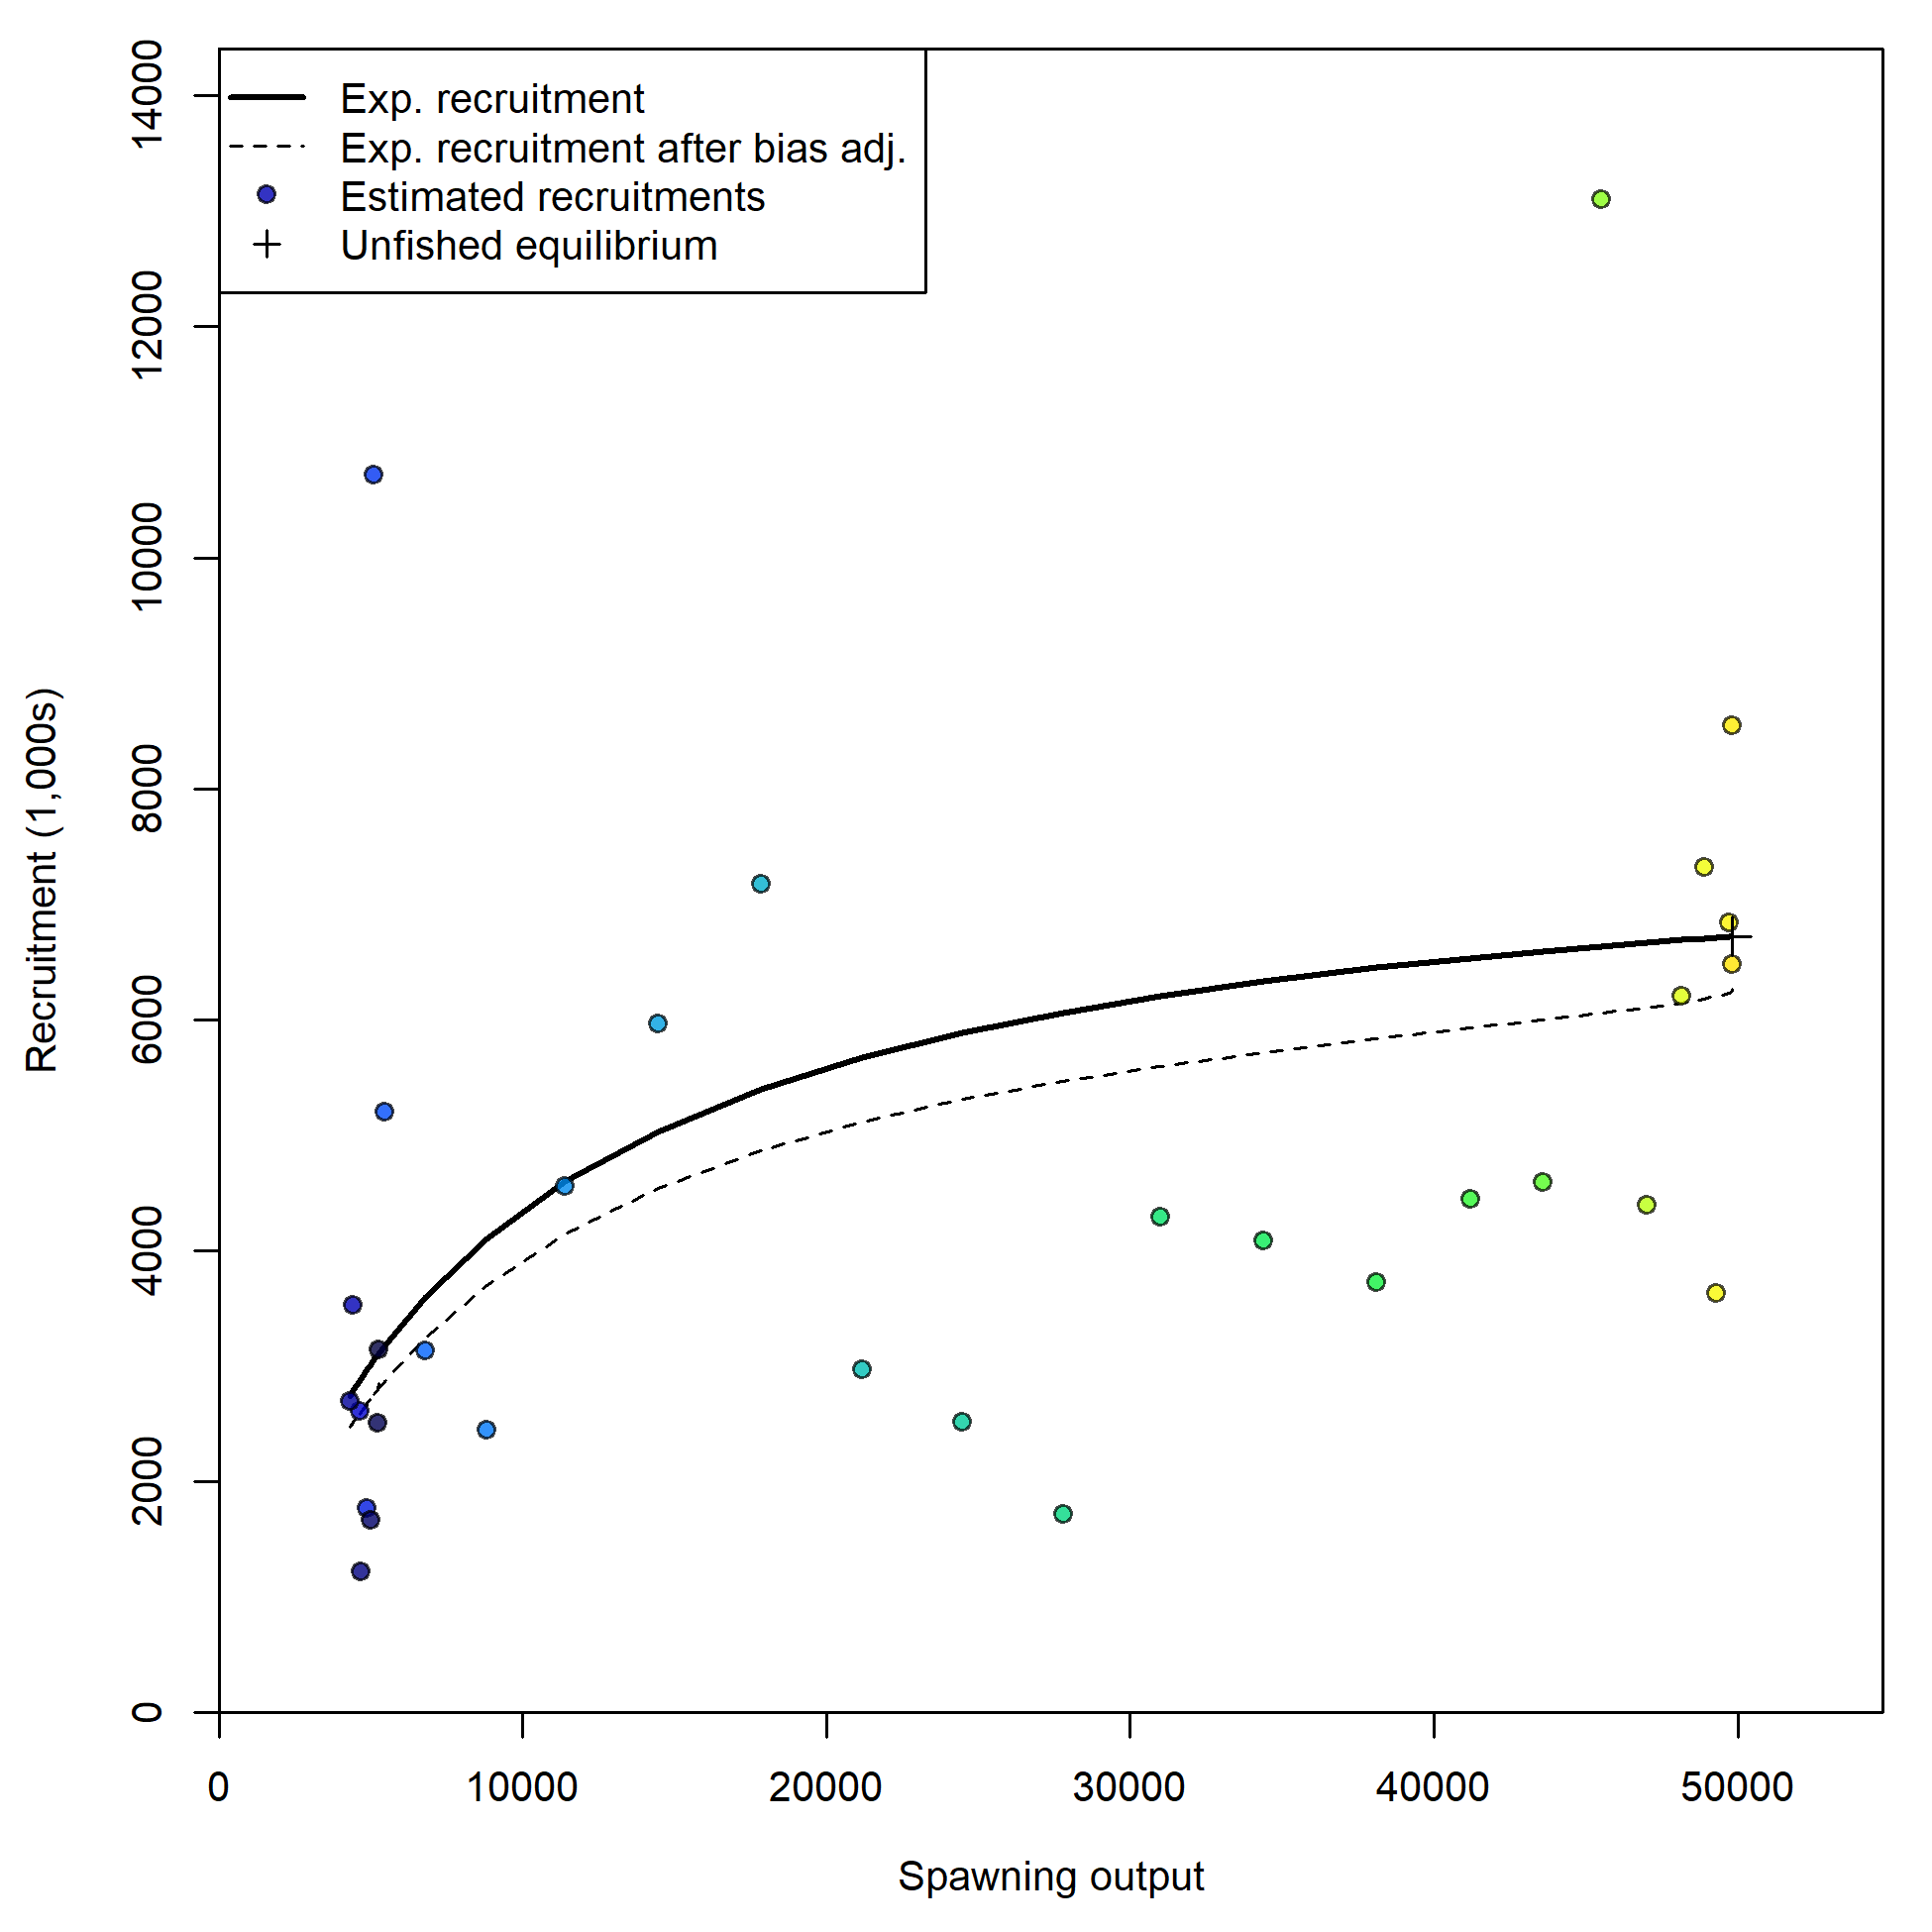 Exp. recruitment
Exp. recruitment after bias adj.
Estimated recruitments
Unfished equilibrium
14000
12000
10000
8000
6000
4000
2000
0
Recruitment (1,000s)
0 10000 20000 30000 40000 50000
Spawning output